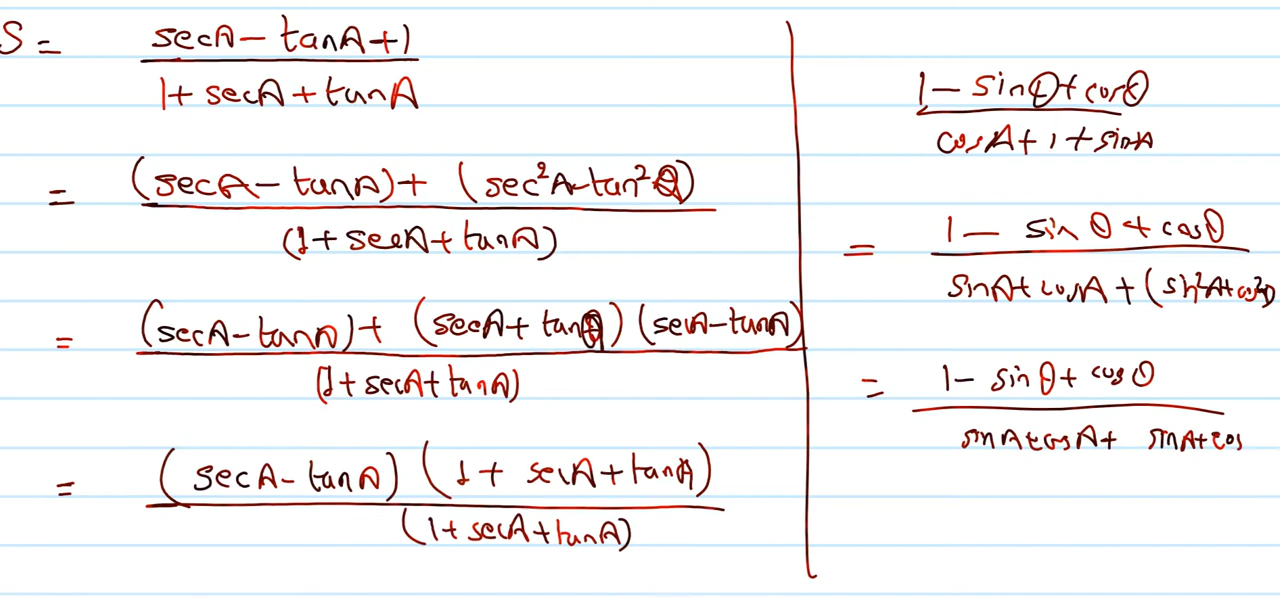 S = (secA - tanA + 1) / (1 + secA + tanA)
= ((secA - tanA) + (sec²A - tan²θ)) / (1 + secA + tanA)
= ((secA - tanA) + (secA + tanθ)(secA - tanA)) / (1 + secA + tanA)
= ((secA - tanA)(1 + secA + tanA)) / (1 + secA + tanA)
(1 - sinθ + cosθ) / (cosA + 1 + sinA)
= (1 - sinθ + cosθ) / (sinA + cosA + (sin²A + cos²
= (1 - sinθ + cosθ) / (sinA + cosA + sinA + cos